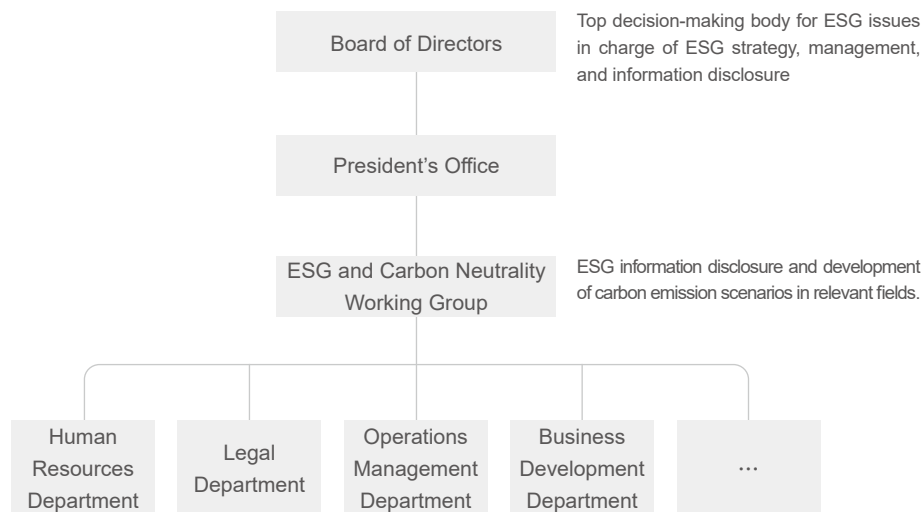 Board of Directors
Top decision-making body for ESG issues
in charge of ESG strategy, management,
and information disclosure
President's Office
ESG and Carbon Neutrality
Working Group
ESG information disclosure and development
of carbon emission scenarios in relevant fields.
Human
Resources
Department
Legal
Department
Operations
Management
Department
Business
Development
Department
...